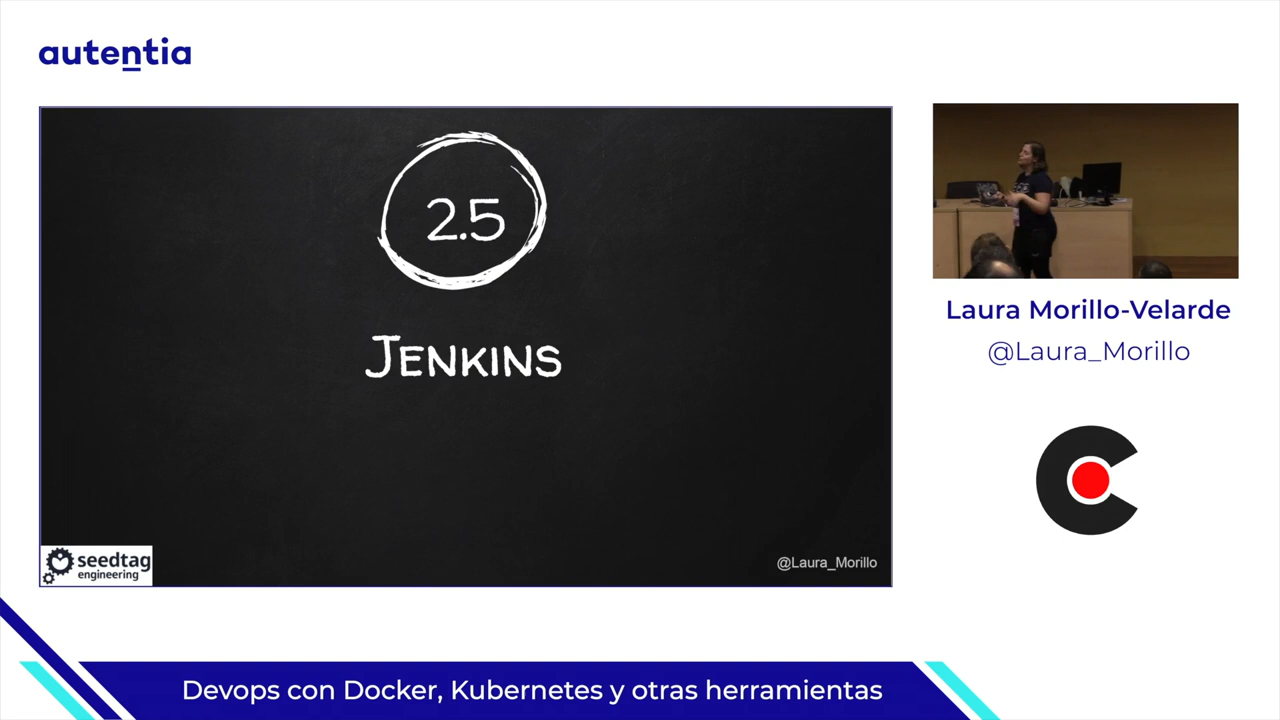 autentia
2.5
Jenkins
seedtag
engineering
@Laura_Morillo
Laura Morillo-Velarde
@Laura_Morillo
Devops con Docker, Kubernetes y otras herramientas